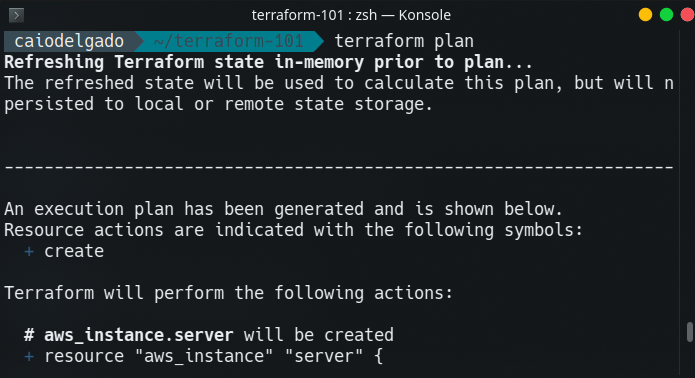 terraform-101 : zsh — Konsole
caiodelgado ~/terraform-101 terraform plan
Refreshing Terraform state in-memory prior to plan...
The refreshed state will be used to calculate this plan, but will n
persisted to local or remote state storage.
-------------------------------------------------------------------
An execution plan has been generated and is shown below.
Resource actions are indicated with the following symbols:
+ create
Terraform will perform the following actions:
# aws_instance.server will be created
+ resource "aws_instance" "server" {